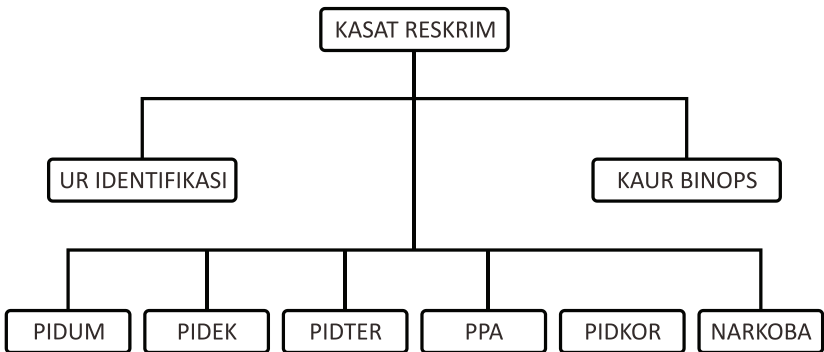 KASAT RESKRIM
UR IDENTIFIKASI
KAUR BINOPS
PIDUM
PIDEK
PIDTER
PPA
PIDKOR
NARKOBA